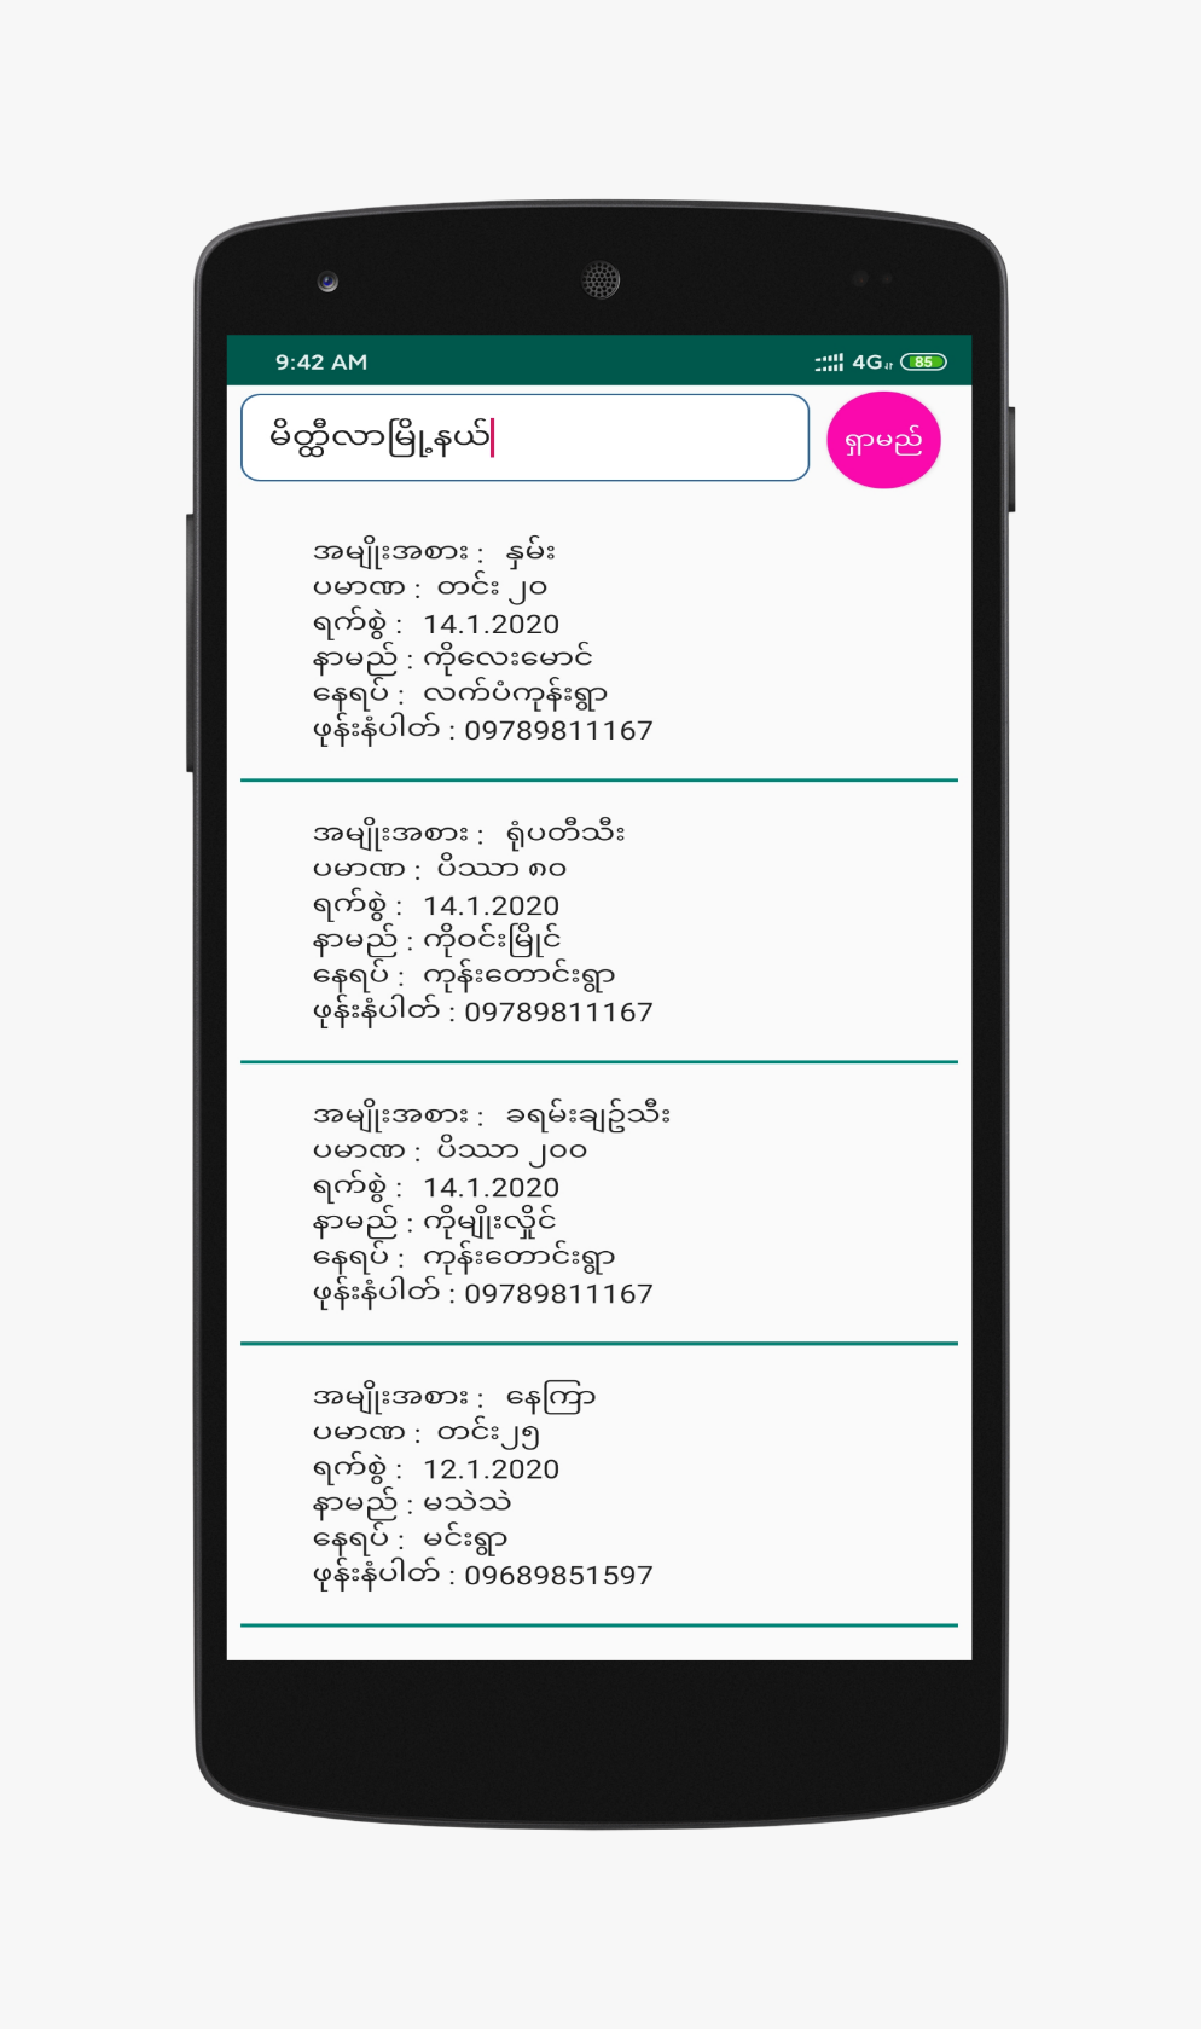 9:42 AM 4G 85
မိတ္ထီလာမြို့နယ် ရှာမည်
အမျိုးအစား : နှမ်း
ပမာဏ : တင်း ၂၀
ရက်စွဲ : 14.1.2020
နာမည် : ကိုလေးမောင်
နေရပ် : လက်ပံကုန်းရွာ
ဖုန်းနံပါတ် : 09789811167
အမျိုးအစား : ရုံပတီသီး
ပမာဏ : ပိဿာ ၈၀
ရက်စွဲ : 14.1.2020
နာမည် : ကိုဝင်းမြိုင်
နေရပ် : ကုန်းတောင်းရွာ
ဖုန်းနံပါတ် : 09789811167
အမျိုးအစား : ခရမ်းချဥ်သီး
ပမာဏ : ပိဿာ ၂၀၀
ရက်စွဲ : 14.1.2020
နာမည် : ကိုမျိုးလှိုင်
နေရပ် : ကုန်းတောင်းရွာ
ဖုန်းနံပါတ် : 09789811167
အမျိုးအစား : နေကြာ
ပမာဏ : တင်း၂၅
ရက်စွဲ : 12.1.2020
နာမည် : မသဲသဲ
နေရပ် : မင်းရွာ
ဖုန်းနံပါတ် : 09689851597